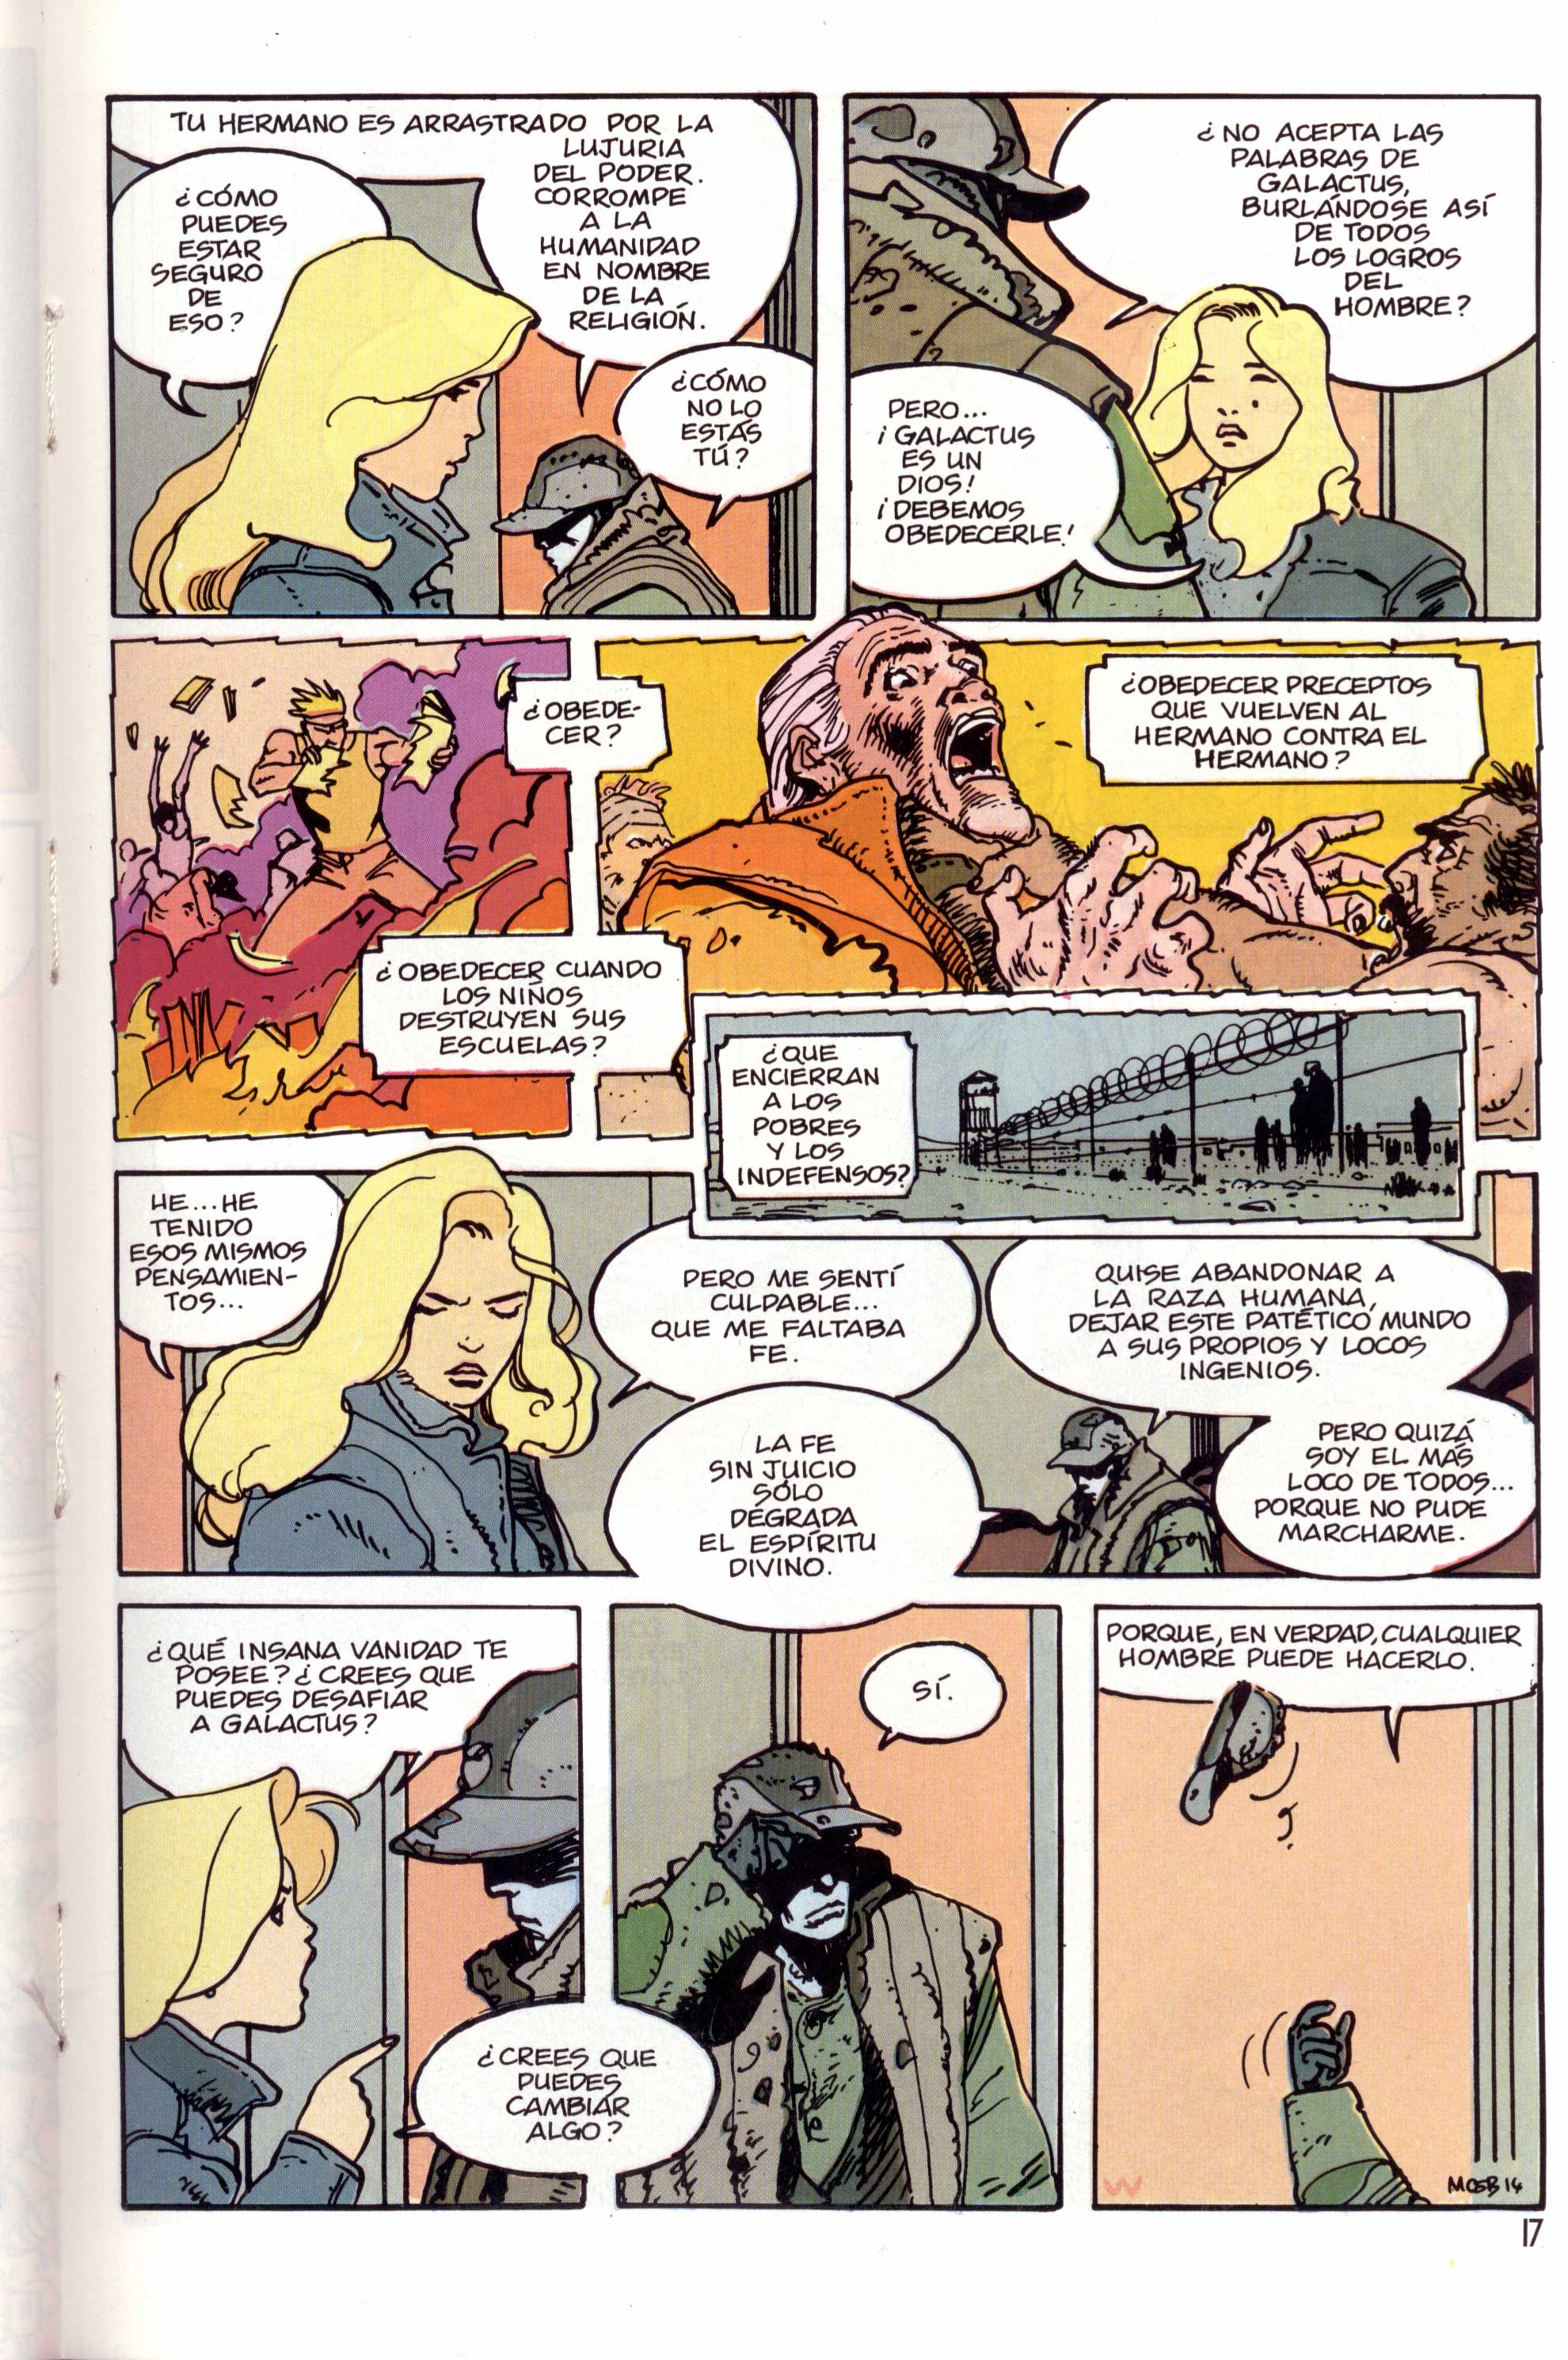 TU HERMANO ES ARRASTRADO POR LA
LUJURIA
DEL PODER.
CORROMPE
A LA
HUMANIDAD
EN NOMBRE
DE LA
RELIGIÓN.
¿CÓMO
PUEDES
ESTAR
SEGURO
DE
ESO?
¿CÓMO
NO LO
ESTÁS
TÚ?
¿NO ACEPTA LAS
PALABRAS DE
GALACTUS,
BURLÁNDOSE ASÍ
DE TODOS
LOS LOGROS
DEL
HOMBRE?
PERO...
¡GALACTUS
ES UN
DIOS!
¡DEBEMOS
OBEDECERLE!
¿OBEDE-
CER?
¿OBEDECER CUANDO
LOS NIÑOS
DESTRUYEN SUS
ESCUELAS?
¿OBEDECER PRECEPTOS
QUE VUELVEN AL
HERMANO CONTRA EL
HERMANO?
¿QUE
ENCIERRAN
A LOS
POBRES
Y LOS
INDEFENSOS?
HE...HE
TENIDO
ESOS MISMOS
PENSAMIEN-
TOS...
PERO ME SENTÍ
CULPABLE...
QUE ME FALTABA
FE.
LA FE
SIN JUICIO
SÓLO
DEGRADA
EL ESPÍRITU
DIVINO.
QUISE ABANDONAR A
LA RAZA HUMANA,
DEJAR ESTE PATÉTICO MUNDO
A SUS PROPIOS Y LOCOS
INGENIOS.
PERO QUIZÁ
SOY EL MÁS
LOCO DE TODOS...
PORQUE NO PUDE
MARCHARME.
¿QUÉ INSANA VANIDAD TE
POSEE? ¿CREES QUE
PUEDES DESAFIAR
A GALACTUS?
¿CREES QUE
PUEDES
CAMBIAR
ALGO?
SÍ.
PORQUE, EN VERDAD, CUALQUIER
HOMBRE PUEDE HACERLO.
W
MOEB 14
17